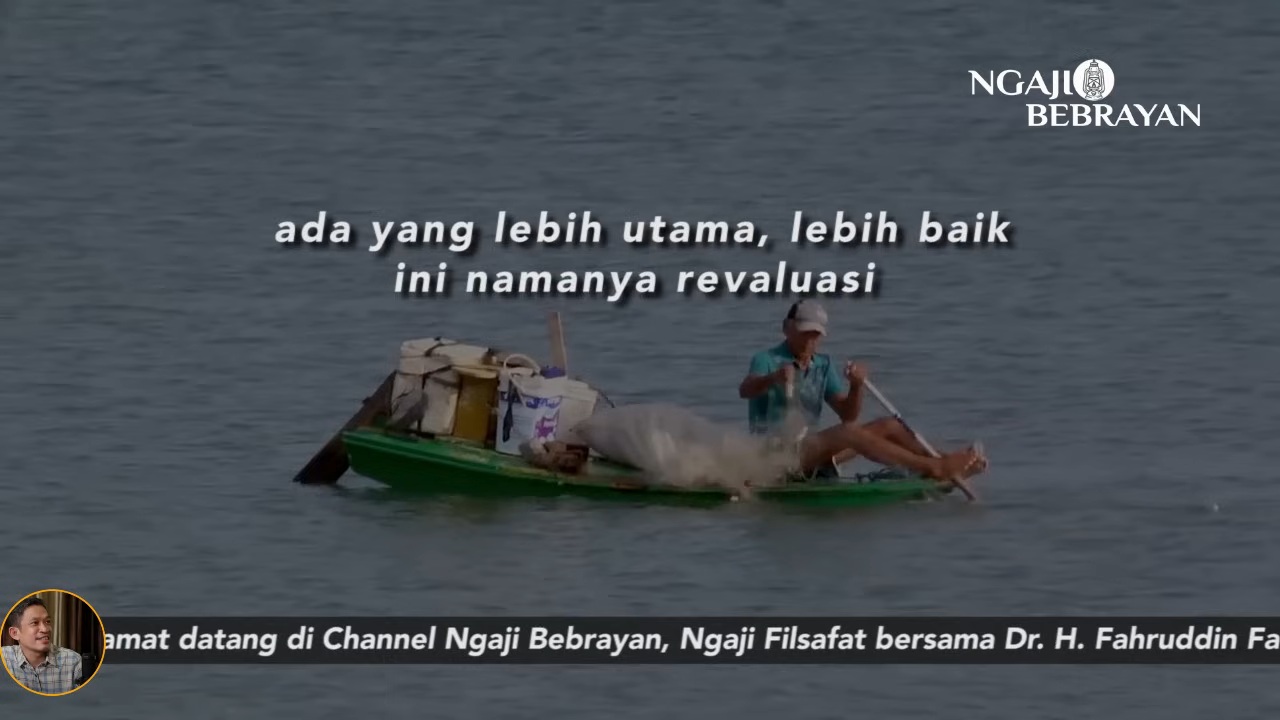 NGAJI
BEBRAYAN
ada yang lebih utama, lebih baik
ini namanya revaluasi
amat datang di Channel Ngaji Bebrayan, Ngaji Filsafat bersama Dr. H. Fahruddin Fa